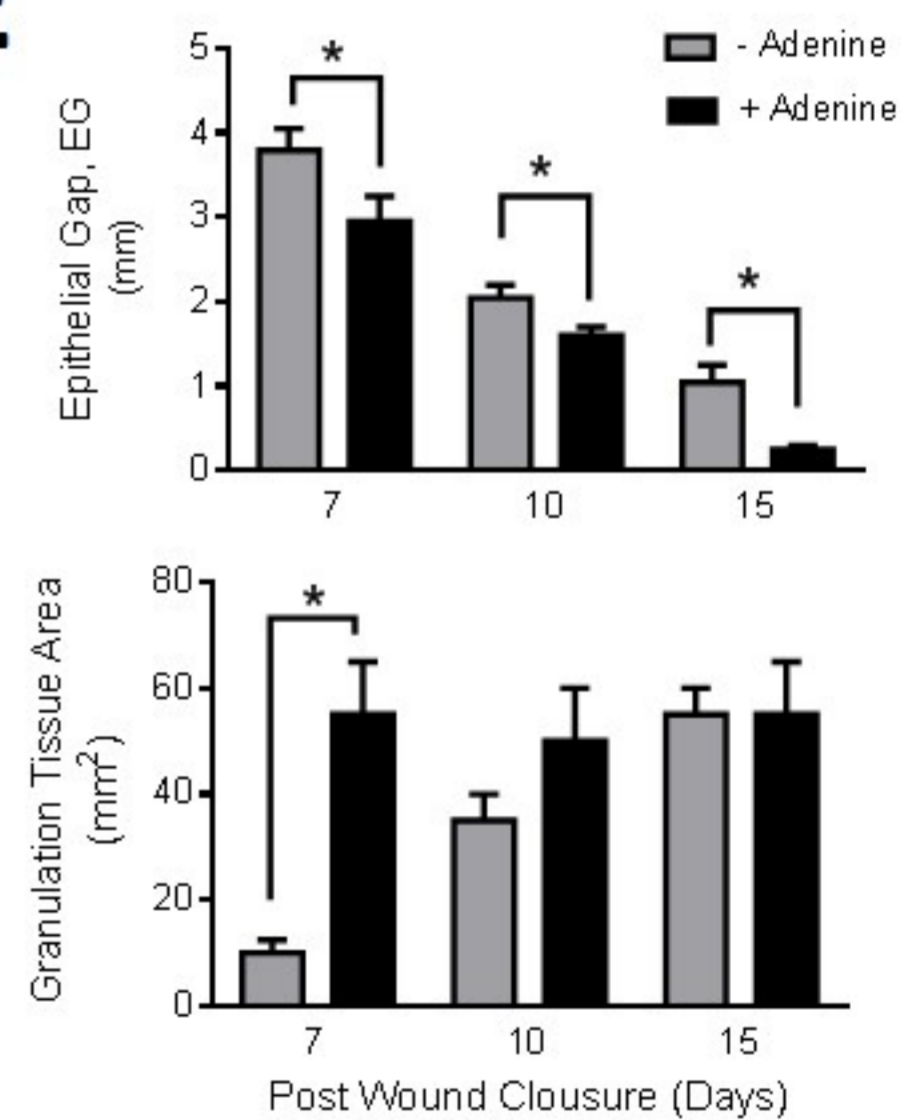 - Adenine
+ Adenine
Epithelial Gap, EG
(mm)
5
4
3
2
1
0
*
*
*
7 10 15
Granulation Tissue Area
(mm²)
80
60
40
20
0
*
7 10 15
Post Wound Clousure (Days)